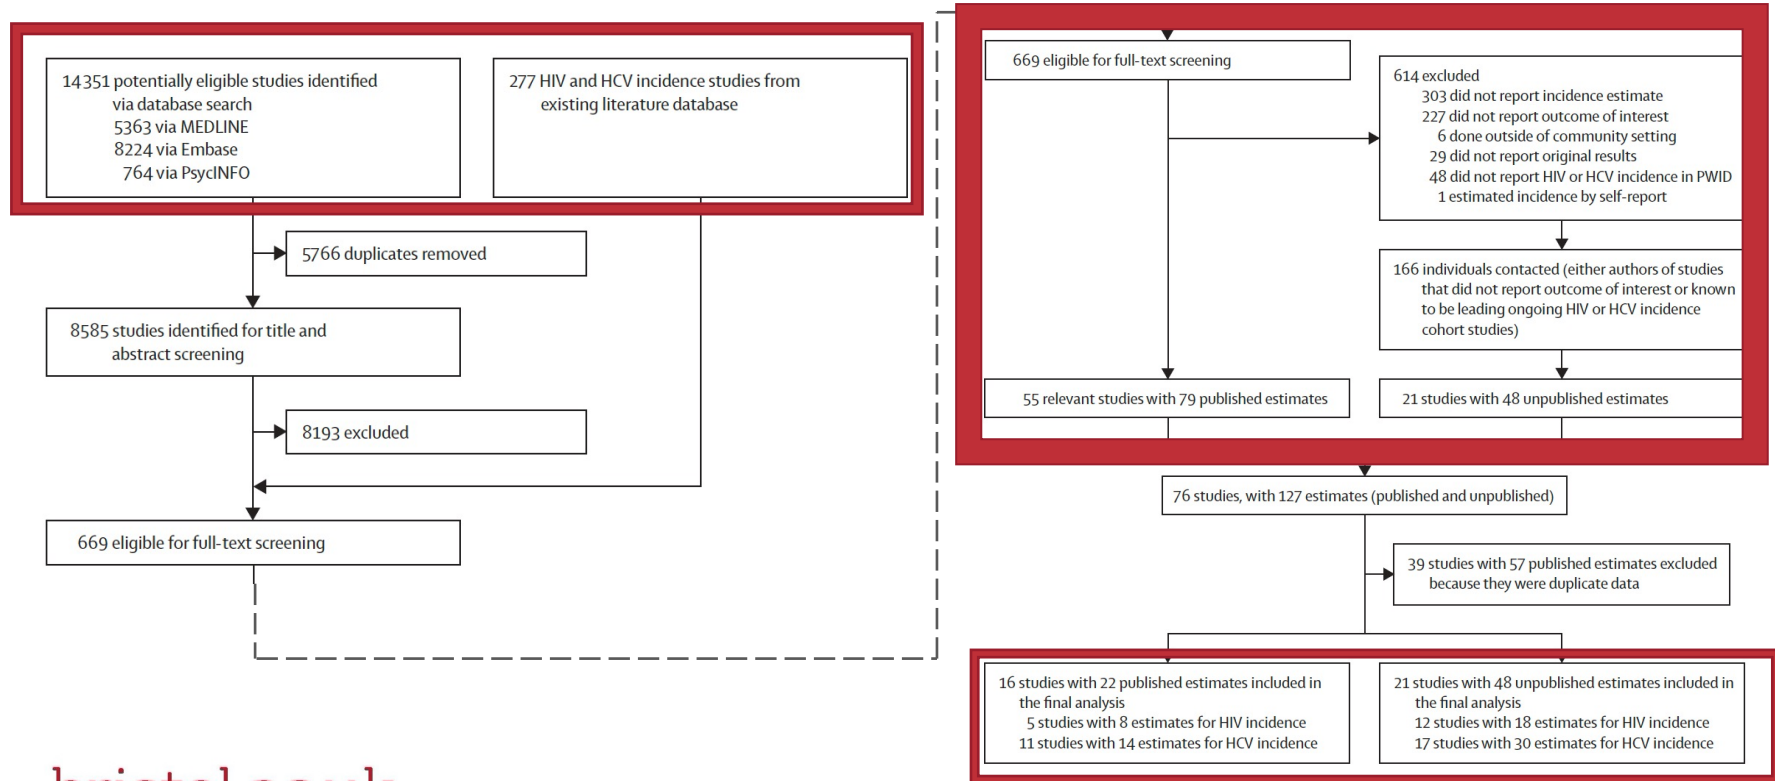 14351 potentially eligible studies identified
via database search
5363 via MEDLINE
8224 via Embase
764 via PsycINFO
277 HIV and HCV incidence studies from
existing literature database
5766 duplicates removed
8585 studies identified for title and
abstract screening
8193 excluded
669 eligible for full-text screening
669 eligible for full-text screening
614 excluded
303 did not report incidence estimate
227 did not report outcome of interest
6 done outside of community setting
29 did not report original results
48 did not report HIV or HCV incidence in PWID
1 estimated incidence by self-report
166 individuals contacted (either authors of studies
that did not report outcome of interest or known
to be leading ongoing HIV or HCV incidence
cohort studies)
55 relevant studies with 79 published estimates
21 studies with 48 unpublished estimates
76 studies, with 127 estimates (published and unpublished)
39 studies with 57 published estimates excluded
because they were duplicate data
16 studies with 22 published estimates included in
the final analysis
5 studies with 8 estimates for HIV incidence
11 studies with 14 estimates for HCV incidence
21 studies with 48 unpublished estimates included in
the final analysis
12 studies with 18 estimates for HIV incidence
17 studies with 30 estimates for HCV incidence